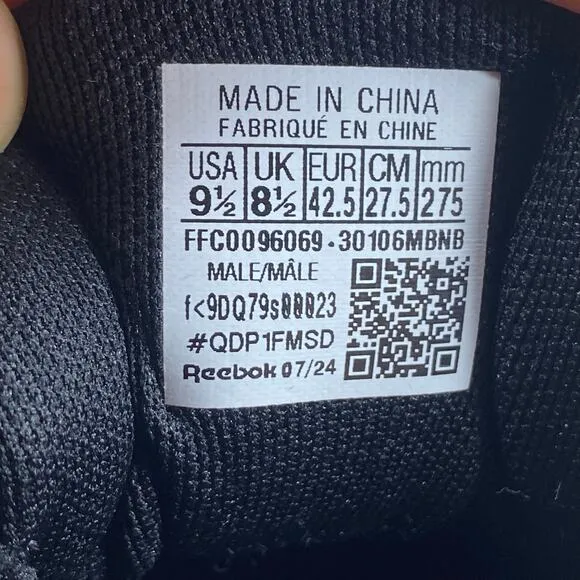 MADE IN CHINA
FABRIQUÉ EN CHINE
USA UK EUR CM mm
9½ 8½ 42.5 27.5 275
FFC0096069-30106MBNB
MALE/MÂLE
#QDP1FMSD
Reebok 07/24